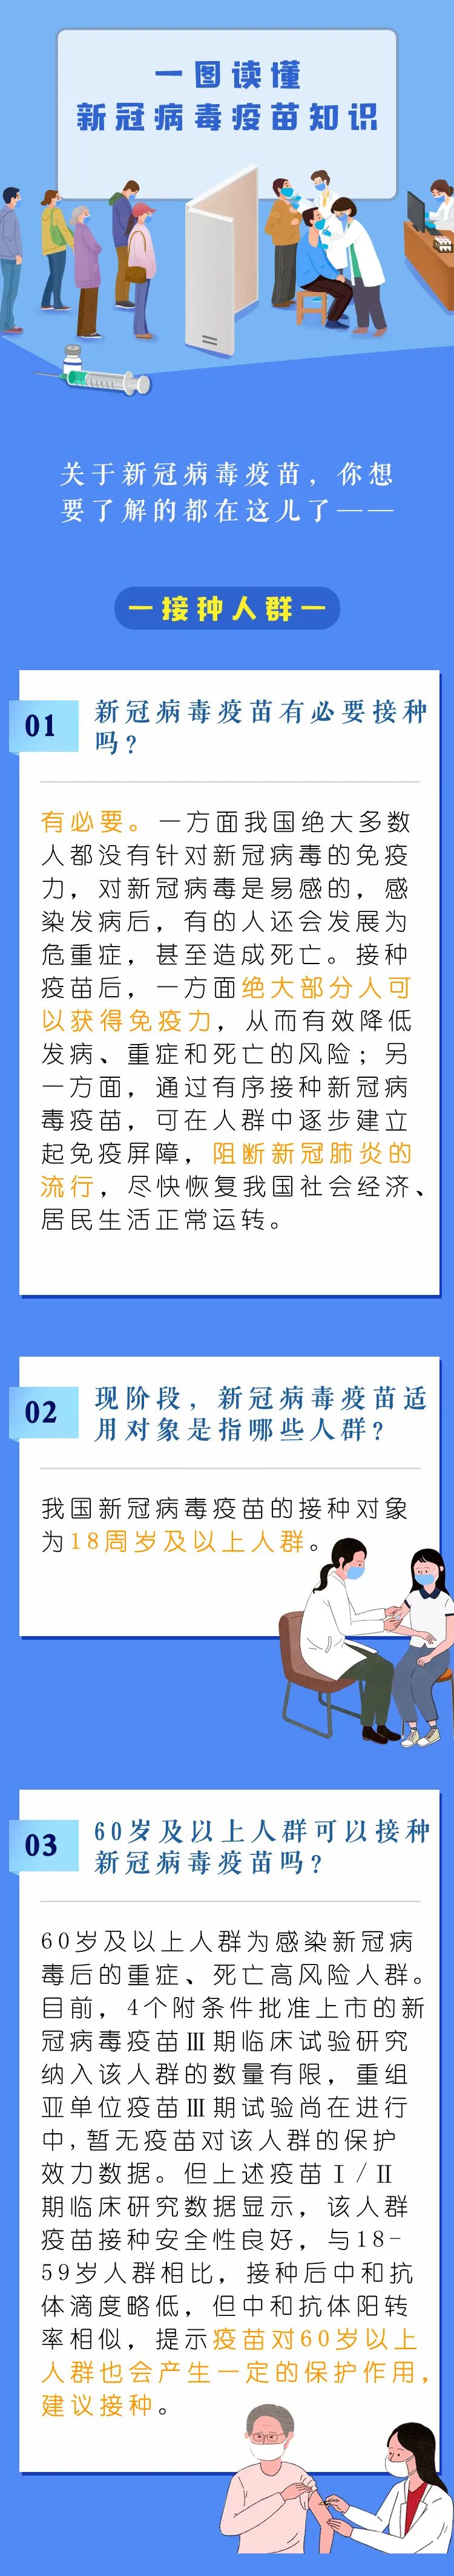 一图读懂
新冠病毒疫苗知识
关于新冠病毒疫苗，你想
要了解的都在这儿了——
接种人群
01
新冠病毒疫苗有必要接种
吗？
有必要。一方面我国绝大多数
人都没有针对新冠病毒的免疫
力，对新冠病毒是易感的，感
染发病后，有的人还会发展为
危重症，甚至造成死亡。接种
疫苗后，一方面绝大部分人可
以获得免疫力，从而有效降低
发病、重症和死亡的风险；另
一方面，通过有序接种新冠病
毒疫苗，可在人群中逐步建立
起免疫屏障，阻断新冠肺炎的
流行，尽快恢复我国社会经济、
居民生活正常运转。
02
现阶段，新冠病毒疫苗适
用对象是指哪些人群？
我国新冠病毒疫苗的接种对象
为18周岁及以上人群。
03
60岁及以上人群可以接种
新冠病毒疫苗吗？
60岁及以上人群为感染新冠病
毒后的重症、死亡高风险人群。
目前，4个附条件批准上市的新
冠病毒疫苗Ⅲ期临床试验研究
纳入该人群的数量有限，重组
亚单位疫苗Ⅲ期试验尚在进行
中,暂无疫苗对该人群的保护
效力数据。但上述疫苗Ⅰ/Ⅱ
期临床研究数据显示，该人群
疫苗接种安全性良好，与18-
59岁人群相比，接种后中和抗
体滴度略低，但中和抗体阳转
率相似，提示疫苗对60岁以上
人群也会产生一定的保护作用，
建议接种。